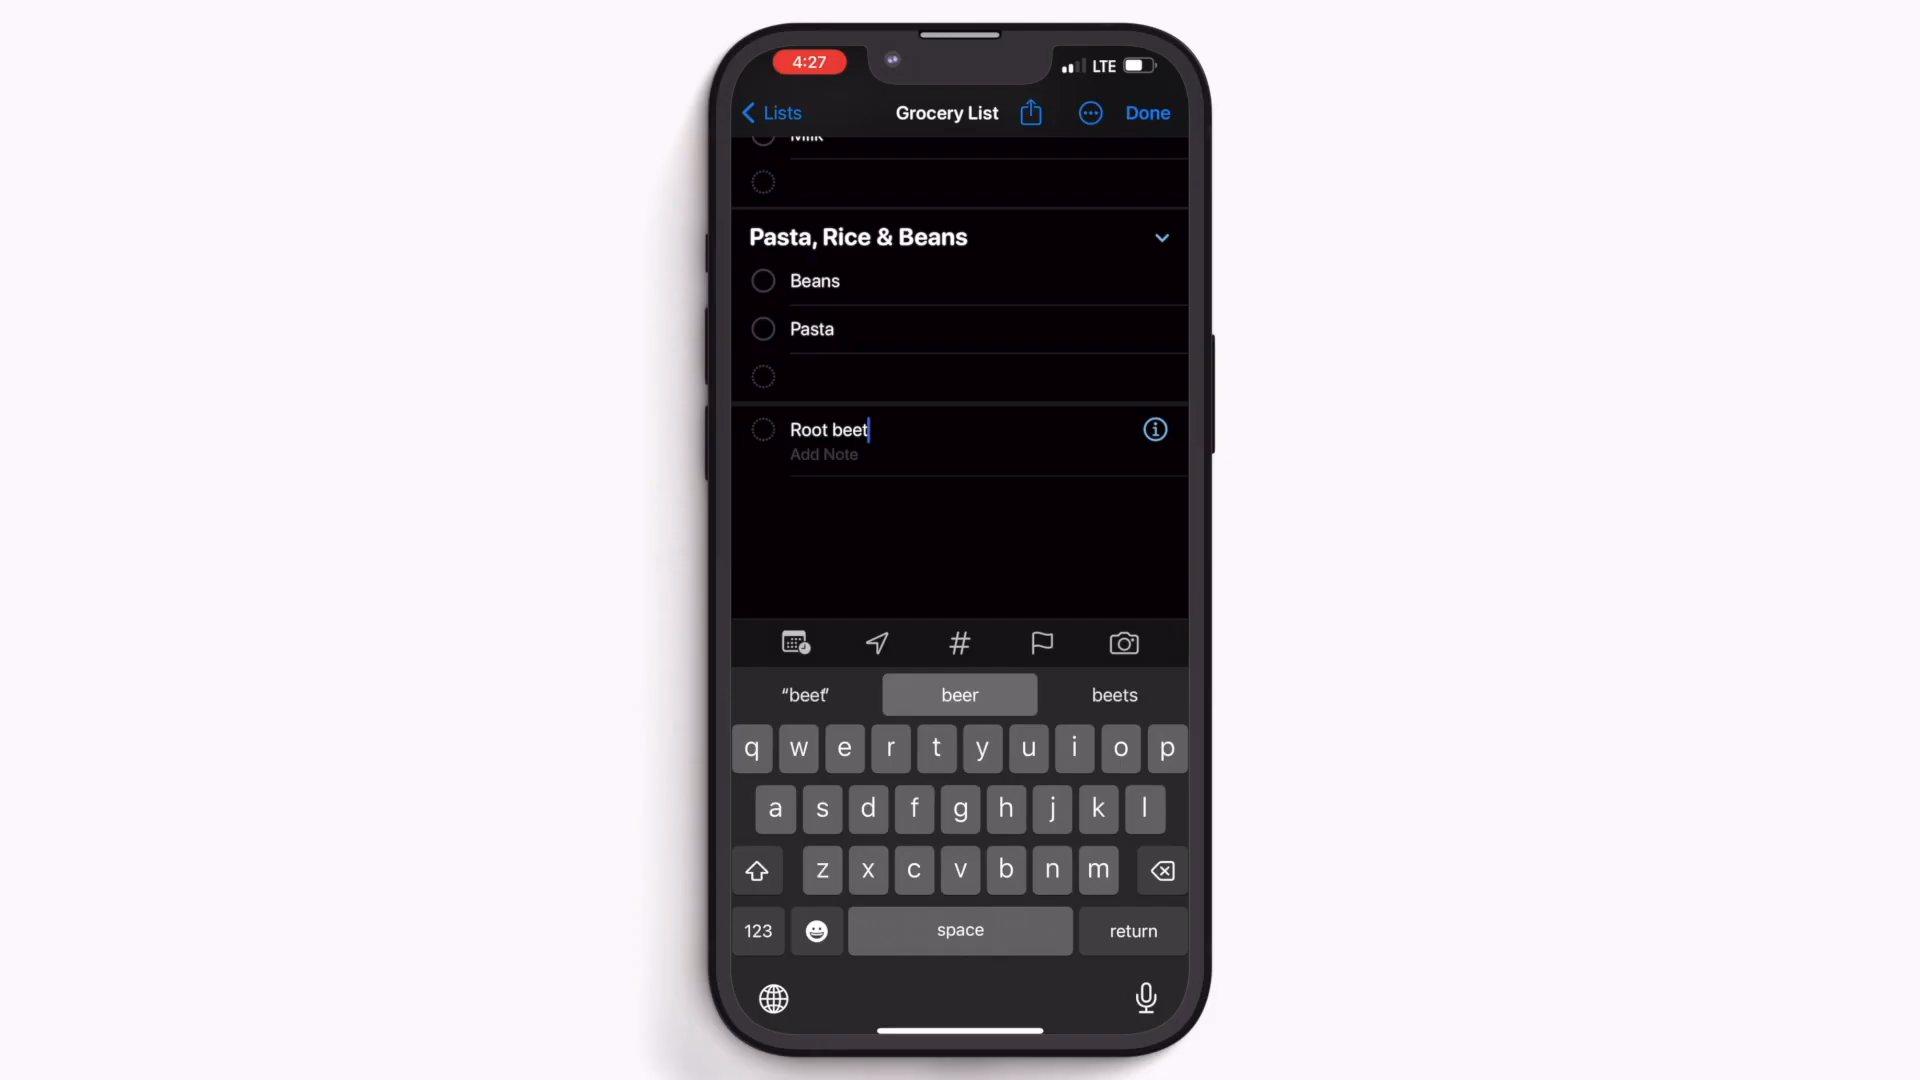 4:27
LTE
Lists
Grocery List
Done
Milk
Pasta, Rice & Beans
Beans
Pasta
Root beet
Add Note
“beet” beer beets
q w e r t y u i o p
a s d f g h j k l
z x c v b n m
123 space return